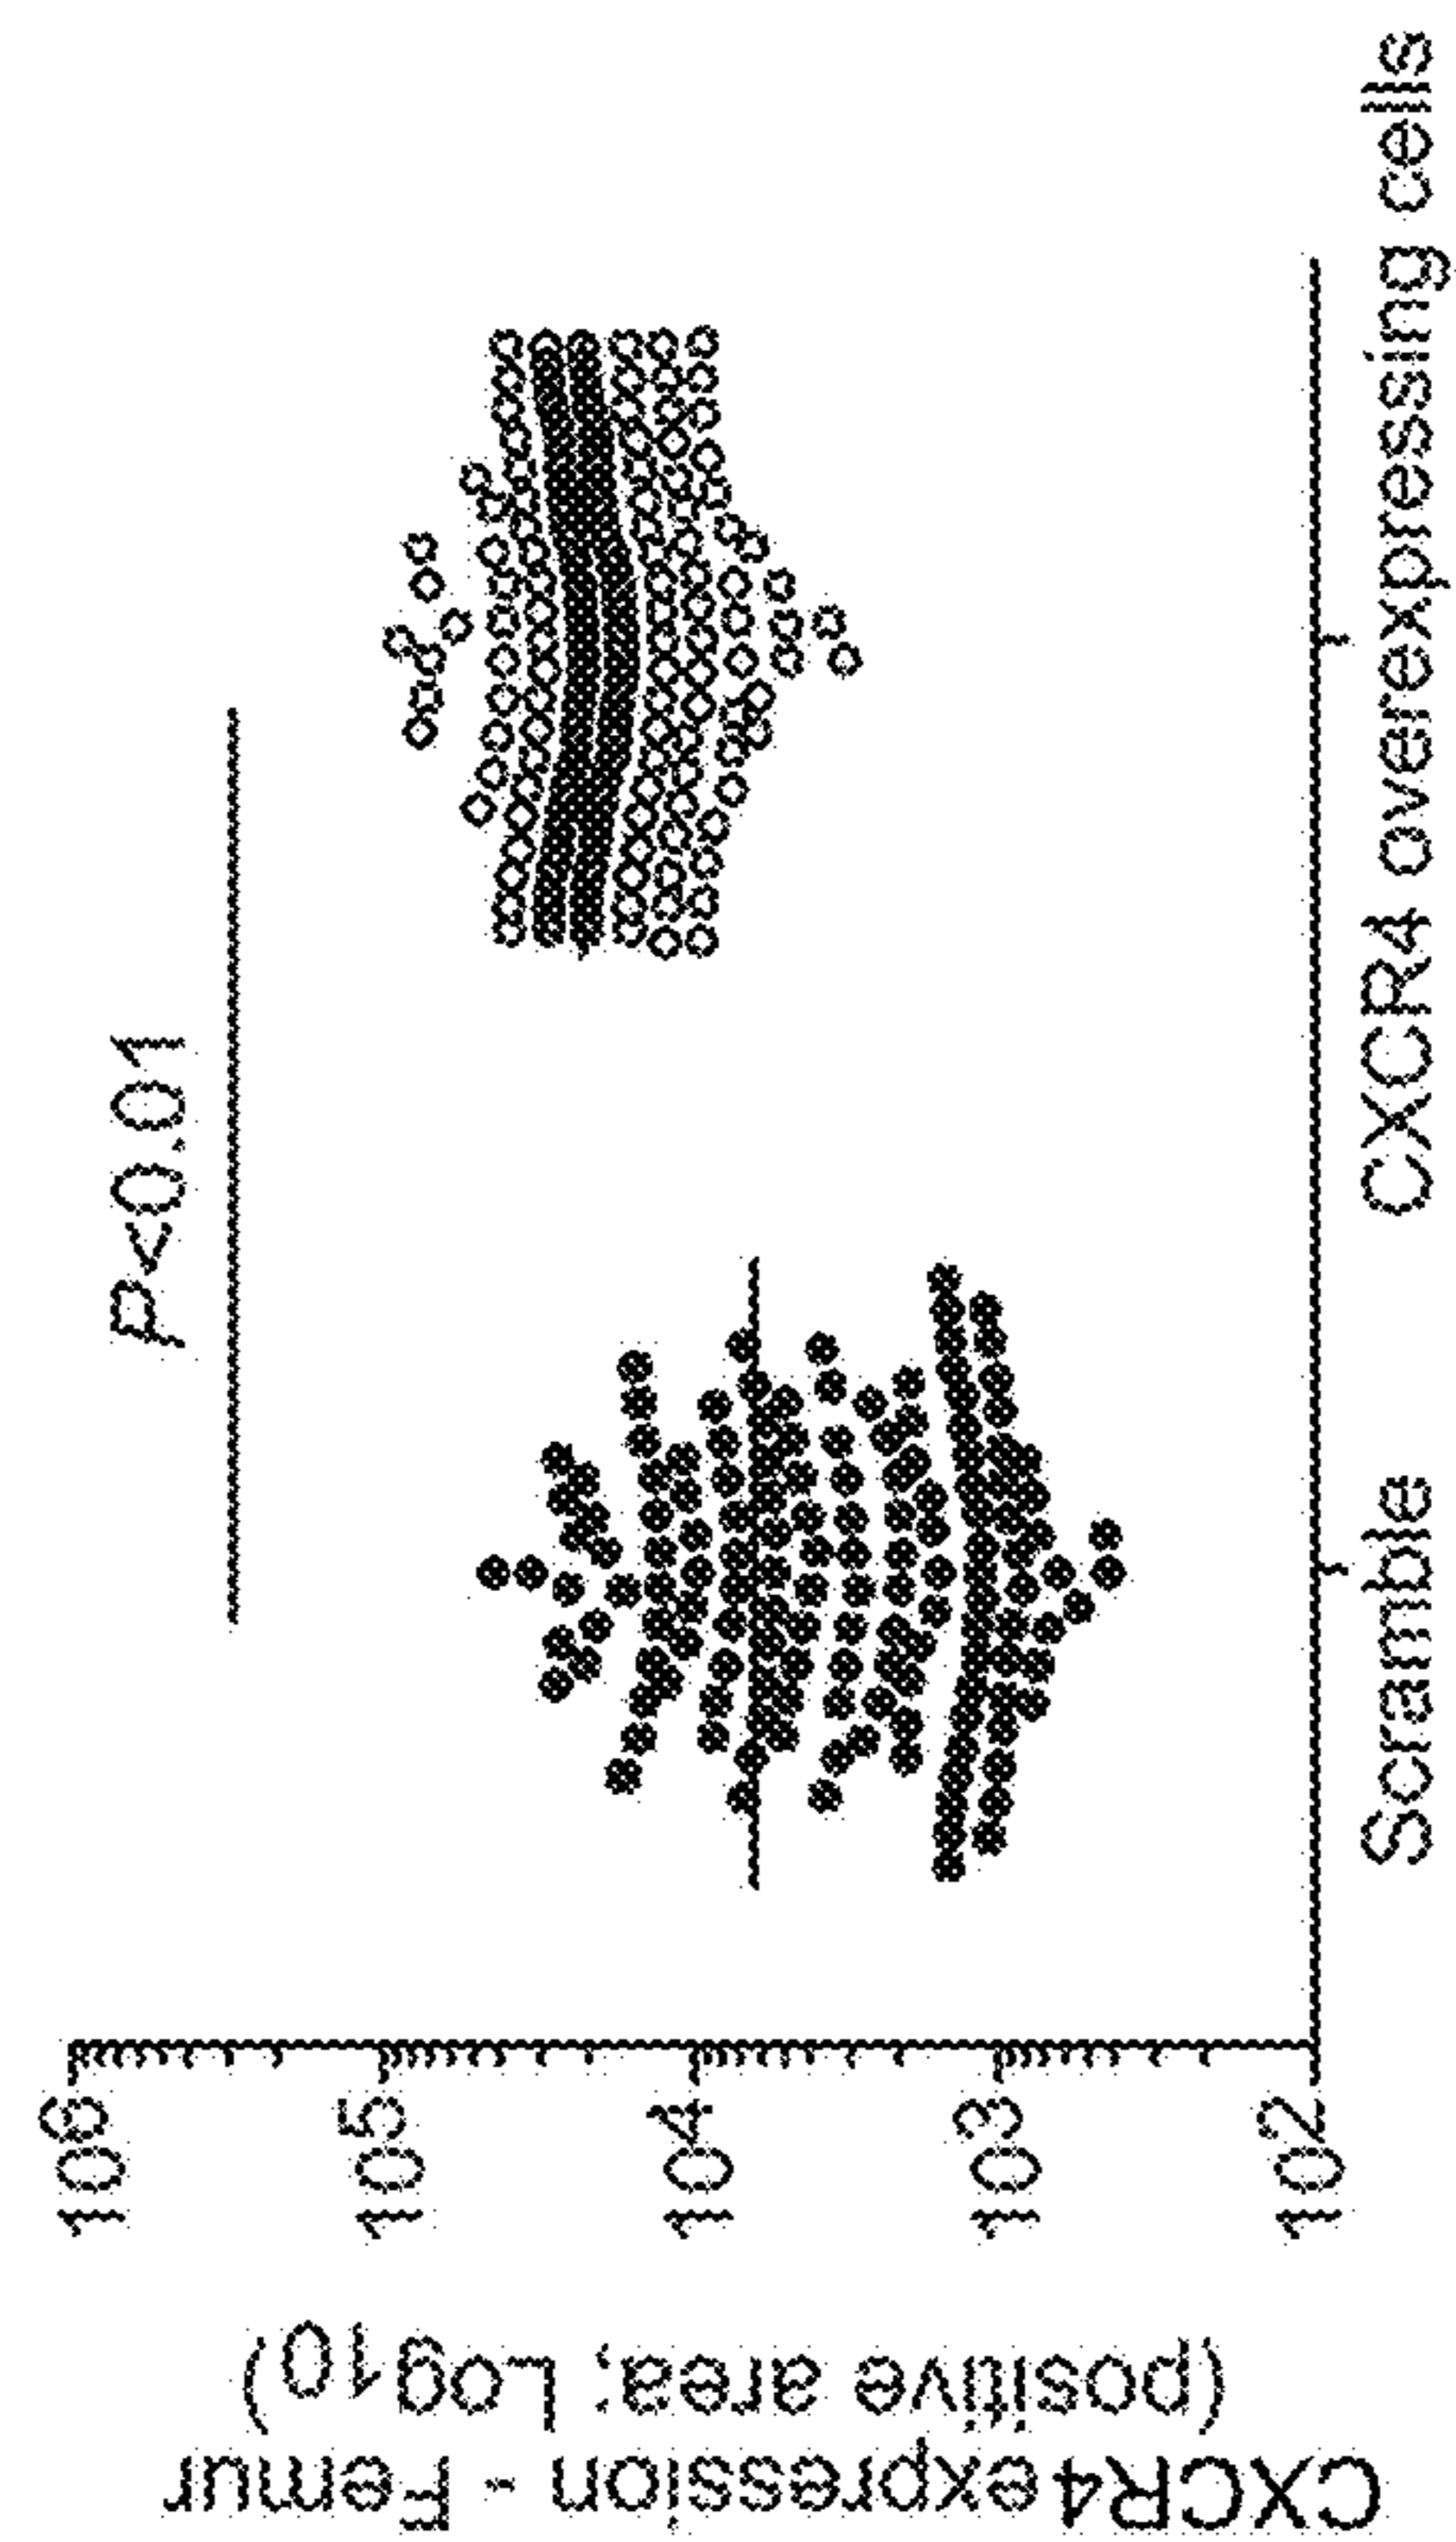 CXCR4 expression - Femur
(positive area; Log10)
P<0.01
106
105
104
103
102
Scramble
CXCR4 overexpressing cells